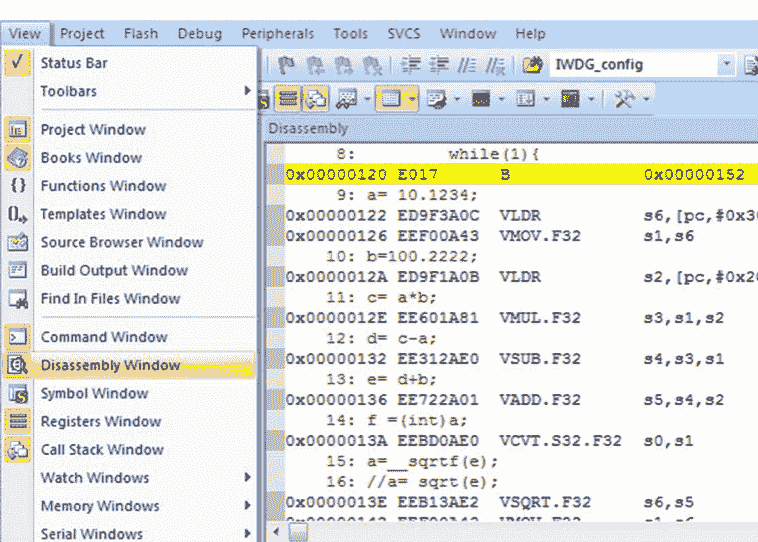 View Project Flash Debug Peripherals Tools SVCS Window Help
Status Bar
Toolbars
Project Window
Books Window
Functions Window
Templates Window
Source Browser Window
Build Output Window
Find In Files Window
Command Window
Disassembly Window
Symbol Window
Registers Window
Call Stack Window
Watch Windows
Memory Windows
Serial Windows
IWDG_config
Disassembly
8: while(1){
0x00000120 E017 B 0x00000152
9: a= 10.1234;
0x00000122 ED9F3A0C VLDR s6,[pc,#0x30
0x00000126 EEF00A43 VMOV.F32 s1,s6
10: b=100.2222;
0x0000012A ED9F1A0B VLDR s2,[pc,#0x20
11: c= a*b;
0x0000012E EE601A81 VMUL.F32 s3,s1,s2
12: d= c-a;
0x00000132 EE312AE0 VSUB.F32 s4,s3,s1
13: e= d+b;
0x00000136 EE722A01 VADD.F32 s5,s4,s2
14: f =(int)a;
0x0000013A EEBD0AE0 VCVT.S32.F32 s0,s1
15: a=__sqrtf(e);
16: //a= sqrt(e);
0x0000013E EEB13AE2 VSQRT.F32 s6,s5